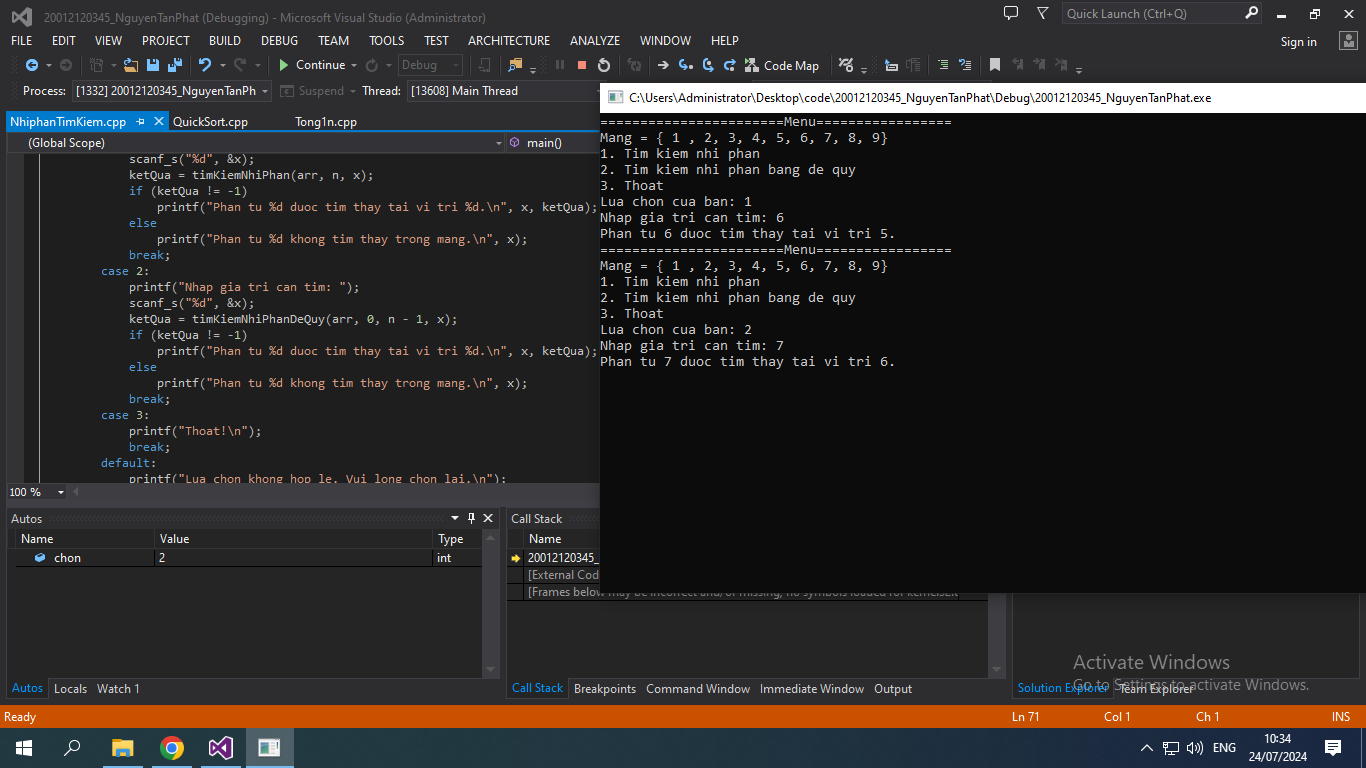 20012120345_NguyenTanPhat (Debugging) - Microsoft Visual Studio (Administrator)
Quick Launch (Ctrl+Q)
FILE EDIT VIEW PROJECT BUILD DEBUG TEAM TOOLS TEST ARCHITECTURE ANALYZE WINDOW HELP
Sign in
Continue Debug Code Map
Process: [1332] 20012120345_NguyenTanPh Suspend Thread: [13608] Main Thread
NhiphanTimKiem.cpp QuickSort.cpp Tong1n.cpp
(Global Scope) main()
scanf_s("%d", &x);
ketQua = timKiemNhiPhan(arr, n, x);
if (ketQua != -1)
printf("Phan tu %d duoc tim thay tai vi tri %d.\n", x, ketQua);
else
printf("Phan tu %d khong tim thay trong mang.\n", x);
break;
case 2:
printf("Nhap gia tri can tim: ");
scanf_s("%d", &x);
ketQua = timKiemNhiPhanDeQuy(arr, 0, n - 1, x);
if (ketQua != -1)
printf("Phan tu %d duoc tim thay tai vi tri %d.\n", x, ketQua);
else
printf("Phan tu %d khong tim thay trong mang.\n", x);
break;
case 3:
printf("Thoat!\n");
break;
default:
printf("Lua chon khong hop le. Vui long chon lai.\n");
100 %
C:\Users\Administrator\Desktop\code\20012120345_NguyenTanPhat\Debug\20012120345_NguyenTanPhat.exe
=======================Menu=================
Mang = { 1 , 2, 3, 4, 5, 6, 7, 8, 9}
1. Tim kiem nhi phan
2. Tim kiem nhi phan bang de quy
3. Thoat
Lua chon cua ban: 1
Nhap gia tri can tim: 6
Phan tu 6 duoc tim thay tai vi tri 5.
=======================Menu=================
Mang = { 1 , 2, 3, 4, 5, 6, 7, 8, 9}
1. Tim kiem nhi phan
2. Tim kiem nhi phan bang de quy
3. Thoat
Lua chon cua ban: 2
Nhap gia tri can tim: 7
Phan tu 7 duoc tim thay tai vi tri 6.
Autos
Name Value Type
chon 2 int
Autos Locals Watch 1
Call Stack
Name
20012120345_
[External Cod
[Frames below may be incorrect and/or missing, no symbols loaded for
Call Stack Breakpoints Command Window Immediate Window Output
Solution Explorer Team Explorer
Activate Windows
Go to Settings to activate Windows.
Ready Ln 71 Col 1 Ch 1 INS
ENG
10:34
24/07/2024